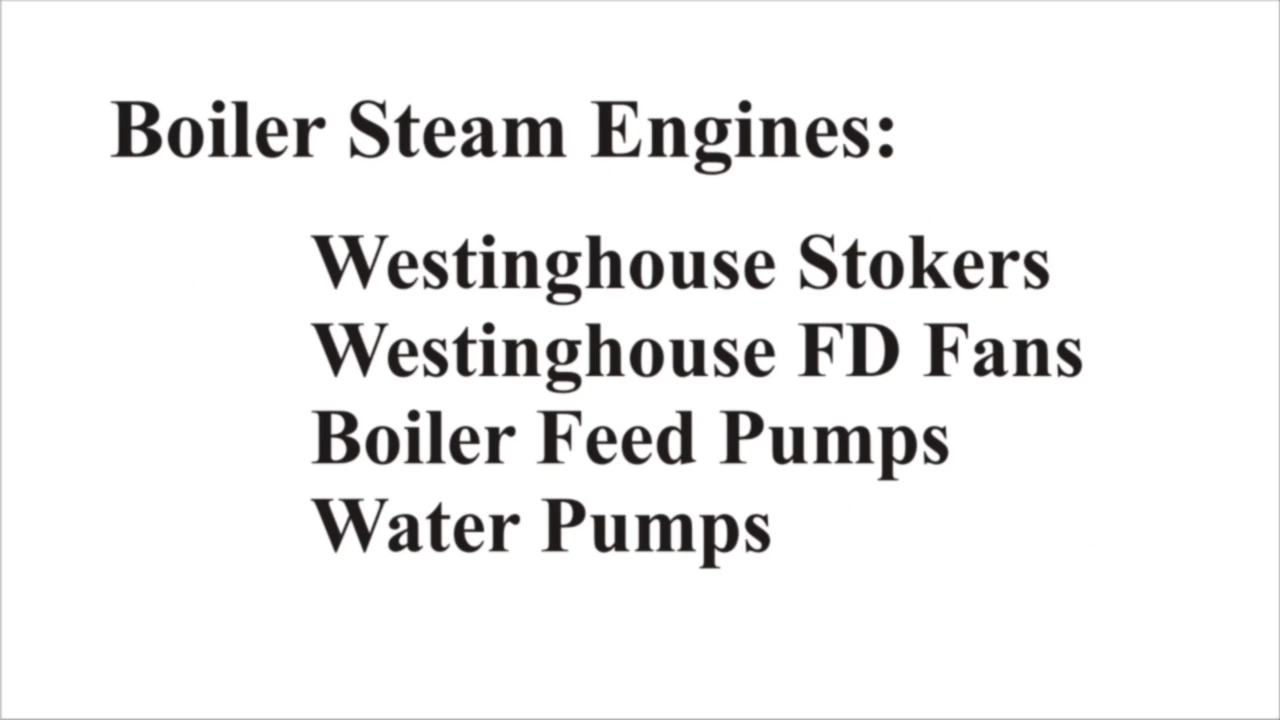 Boiler Steam Engines:
Westinghouse Stokers
Westinghouse FD Fans
Boiler Feed Pumps
Water Pumps